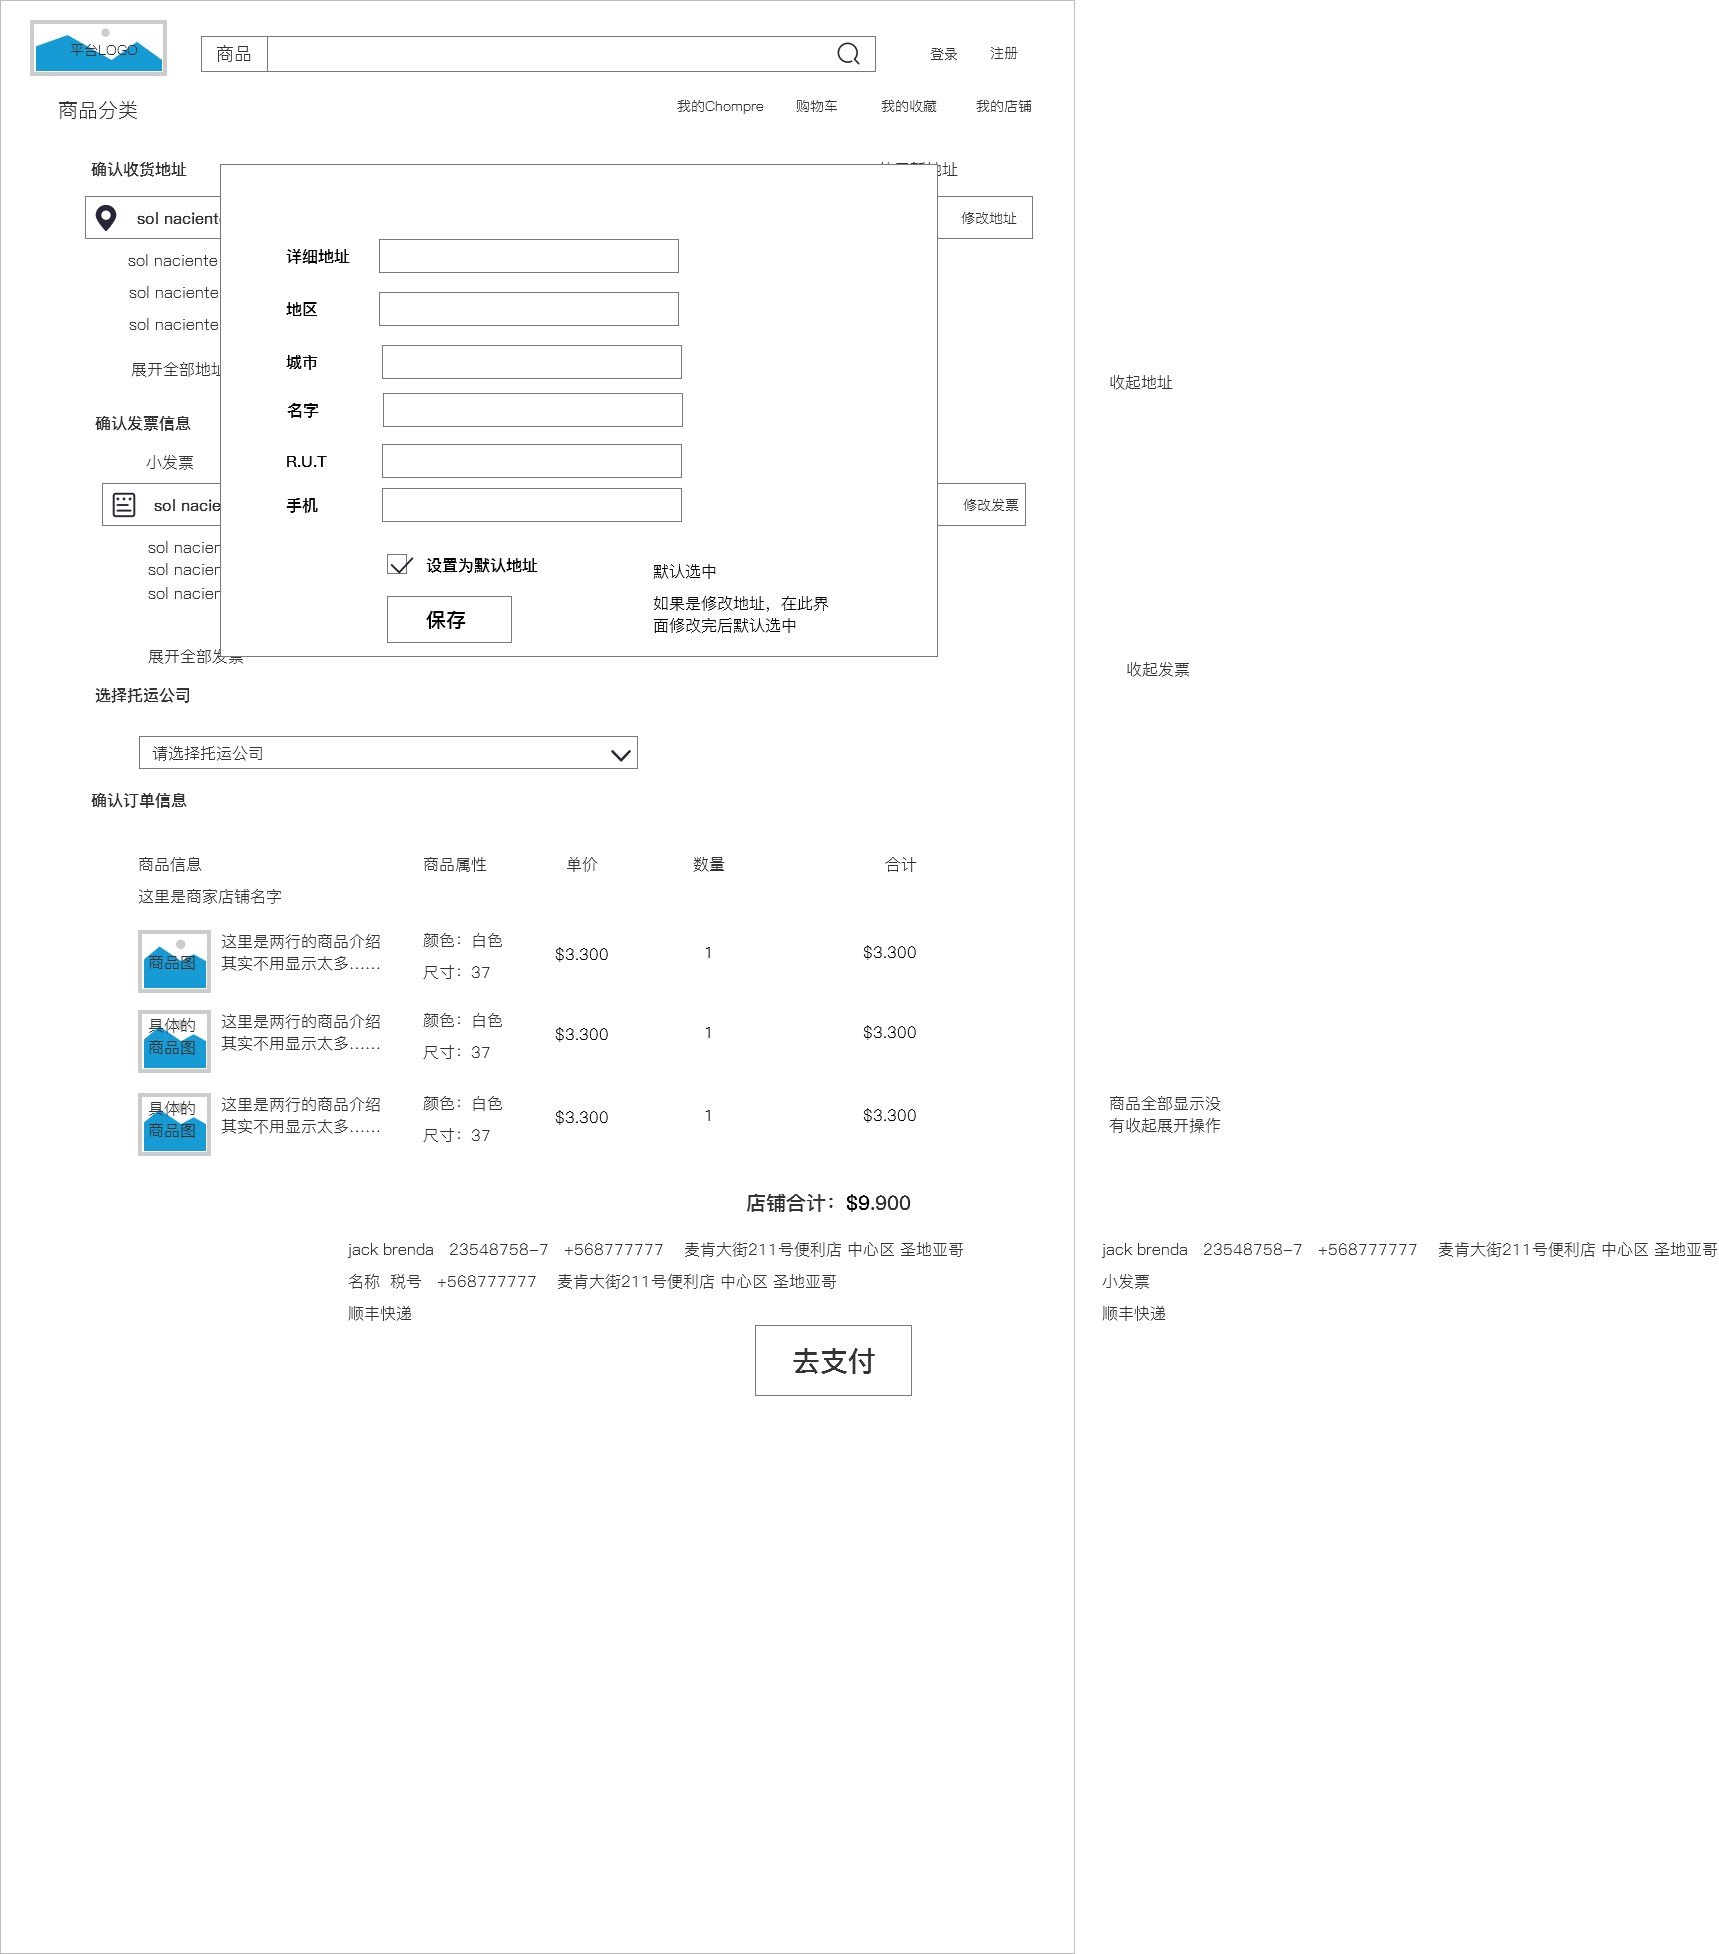 平台LOGO
商品
登录
注册
商品分类
我的Chompre
购物车
我的收藏
我的店铺
确认收货地址
地址
sol nacient
修改地址
sol naciente
sol naciente
sol naciente
展开全部地址
收起地址
确认发票信息
小发票
sol nacie
修改发票
sol nacien
sol nacien
sol nacien
展开全部发票
收起发票
详细地址
地区
城市
名字
R.U.T
手机
设置为默认地址
默认选中
保存
如果是修改地址，在此界
面修改完后默认选中
选择托运公司
请选择托运公司
确认订单信息
商品信息 商品属性 单价 数量 合计
这里是商家店铺名字
商品图
这里是两行的商品介绍
其实不用显示太多……
颜色：白色
尺寸：37
$3.300
1
$3.300
具体的
商品图
这里是两行的商品介绍
其实不用显示太多……
颜色：白色
尺寸：37
$3.300
1
$3.300
具体的
商品图
这里是两行的商品介绍
其实不用显示太多……
颜色：白色
尺寸：37
$3.300
1
$3.300
商品全部显示没
有收起展开操作
店铺合计：$9.900
jack brenda 23548758-7 +568777777 麦肯大街211号便利店 中心区 圣地亚哥
名称 税号 +568777777 麦肯大街211号便利店 中心区 圣地亚哥
顺丰快递
jack brenda 23548758-7 +568777777 麦肯大街211号便利店 中心区 圣地亚哥
小发票
顺丰快递
去支付